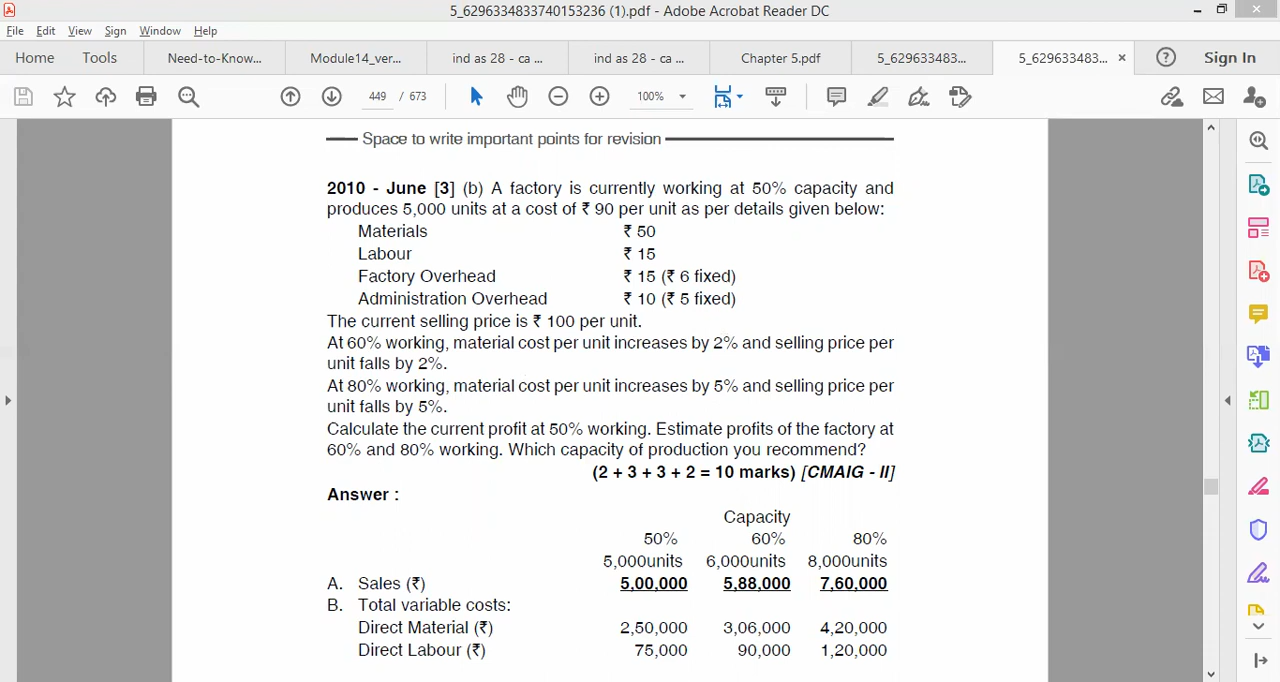 5_6296334833740153236 (1).pdf - Adobe Acrobat Reader DC
File Edit View Sign Window Help
Home Tools Need-to-Know... Module14_ver... ind as 28 - ca ... ind as 28 - ca ... Chapter 5.pdf 5_629633483... 5_629633483... × Sign In
449 / 673 100%
Space to write important points for revision
2010 - June [3] (b) A factory is currently working at 50% capacity and
produces 5,000 units at a cost of ₹ 90 per unit as per details given below:
Materials ₹ 50
Labour ₹ 15
Factory Overhead ₹ 15 (₹ 6 fixed)
Administration Overhead ₹ 10 (₹ 5 fixed)
The current selling price is ₹ 100 per unit.
At 60% working, material cost per unit increases by 2% and selling price per
unit falls by 2%.
At 80% working, material cost per unit increases by 5% and selling price per
unit falls by 5%.
Calculate the current profit at 50% working. Estimate profits of the factory at
60% and 80% working. Which capacity of production you recommend?
(2 + 3 + 3 + 2 = 10 marks) [CMAIG - II]
Answer :
Capacity
50% 60% 80%
5,000units 6,000units 8,000units
A. Sales (₹) 5,00,000 5,88,000 7,60,000
B. Total variable costs:
Direct Material (₹) 2,50,000 3,06,000 4,20,000
Direct Labour (₹) 75,000 90,000 1,20,000